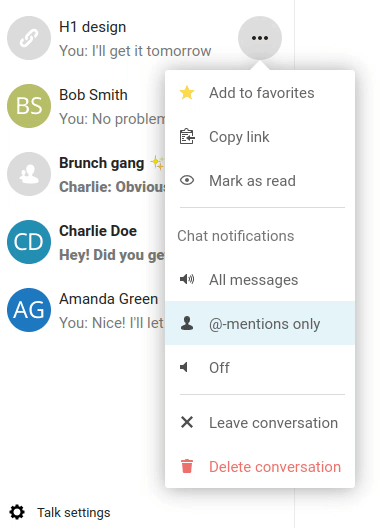 H1 design
You: I'll get it tomorrow
BS
Bob Smith
You: No problem
Add to favorites
Copy link
Brunch gang ✨
Charlie: Obviou
Mark as read
CD
Charlie Doe
Hey! Did you ge
Chat notifications
All messages
AG
Amanda Green
You: Nice! I'll let
@-mentions only
Off
Leave conversation
Delete conversation
Talk settings